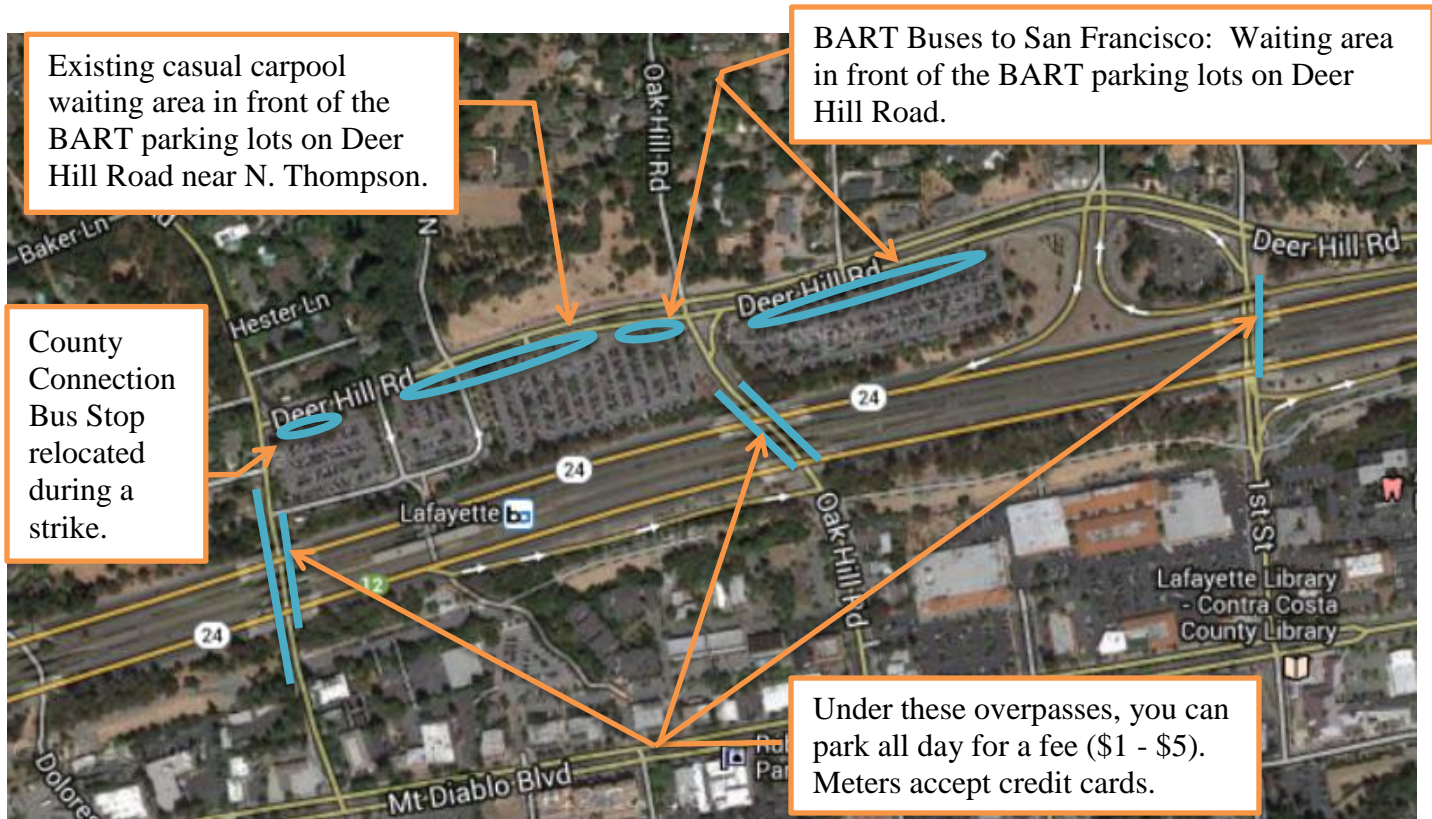 Existing casual carpool
waiting area in front of the
BART parking lots on Deer
Hill Road near N. Thompson.
BART Buses to San Francisco:  Waiting area
in front of the BART parking lots on Deer
Hill Road.
Oak Hill Rd
N
Baker Ln
Hester Ln
Deer Hill Rd
Deer Hill Rd
Deer Hill Rd
County
Connection
Bus Stop
relocated
during a
strike.
24
24
24
Lafayette ba
12
Oak Hill Rd
1st St
Lafayette Library
- Contra Costa
County Library
H
Under these overpasses, you can
park all day for a fee ($1 - $5).
Meters accept credit cards.
Mt Diablo Blvd